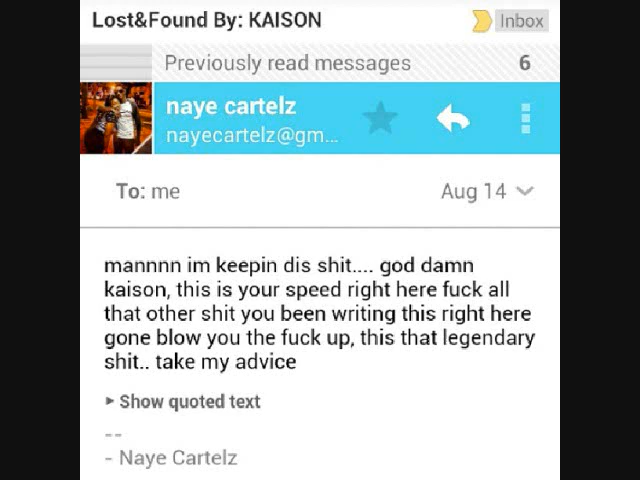 Lost&Found By: KAISON
Inbox
Previously read messages
6
naye cartelz
nayecartelz@gm...
To: me
Aug 14
mannnn im keepin dis shit.... god damn
kaison, this is your speed right here fuck all
that other shit you been writing this right here
gone blow you the fuck up, this that legendary
shit.. take my advice
Show quoted text
--
- Naye Cartelz